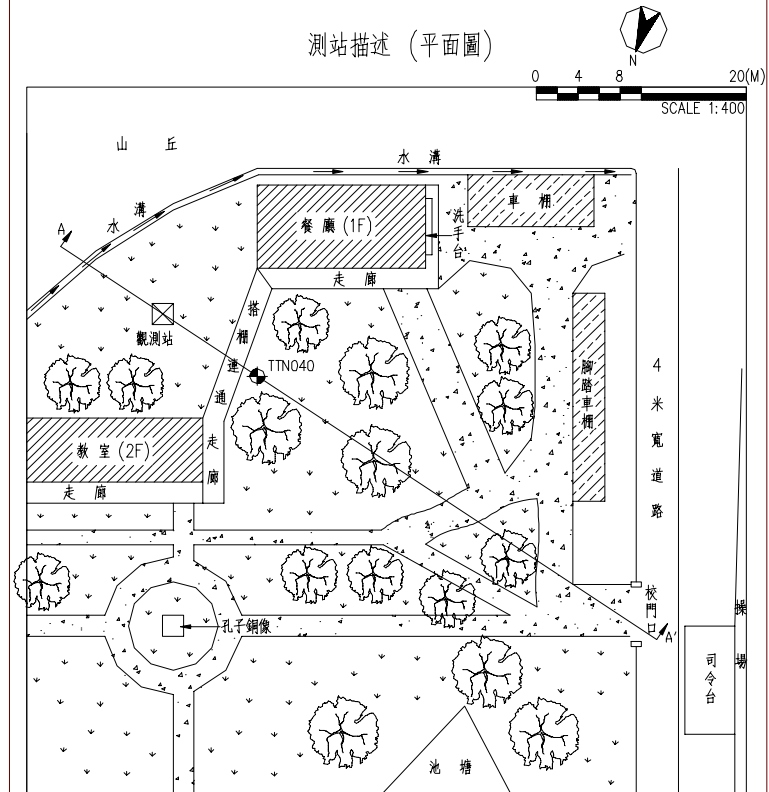 測站描述 (平面圖)
N
0 4 8 20(M)
SCALE 1:400
山 丘
水 溝
水 溝
車 棚
餐 廳 (1F)
洗手台
A
走 廊
搭棚連通走廊
觀測站
TTN040
腳踏車棚
4米寬道路
教 室 (2F)
走 廊
校門口
操場
孔子銅像
A'
司令台
池 塘